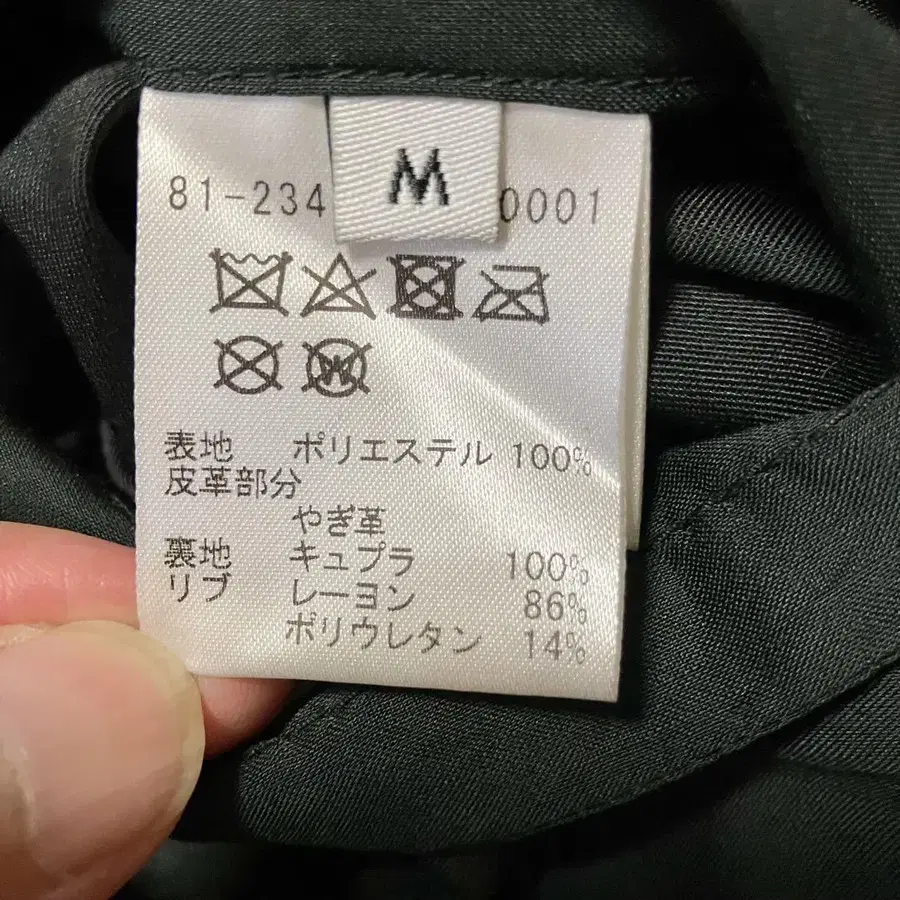 M
81-234 0001
表地 ポリエステル 100%
皮革部分
やぎ革
裏地 キュプラ 100%
リブ レーヨン 86%
ポリウレタン 14%